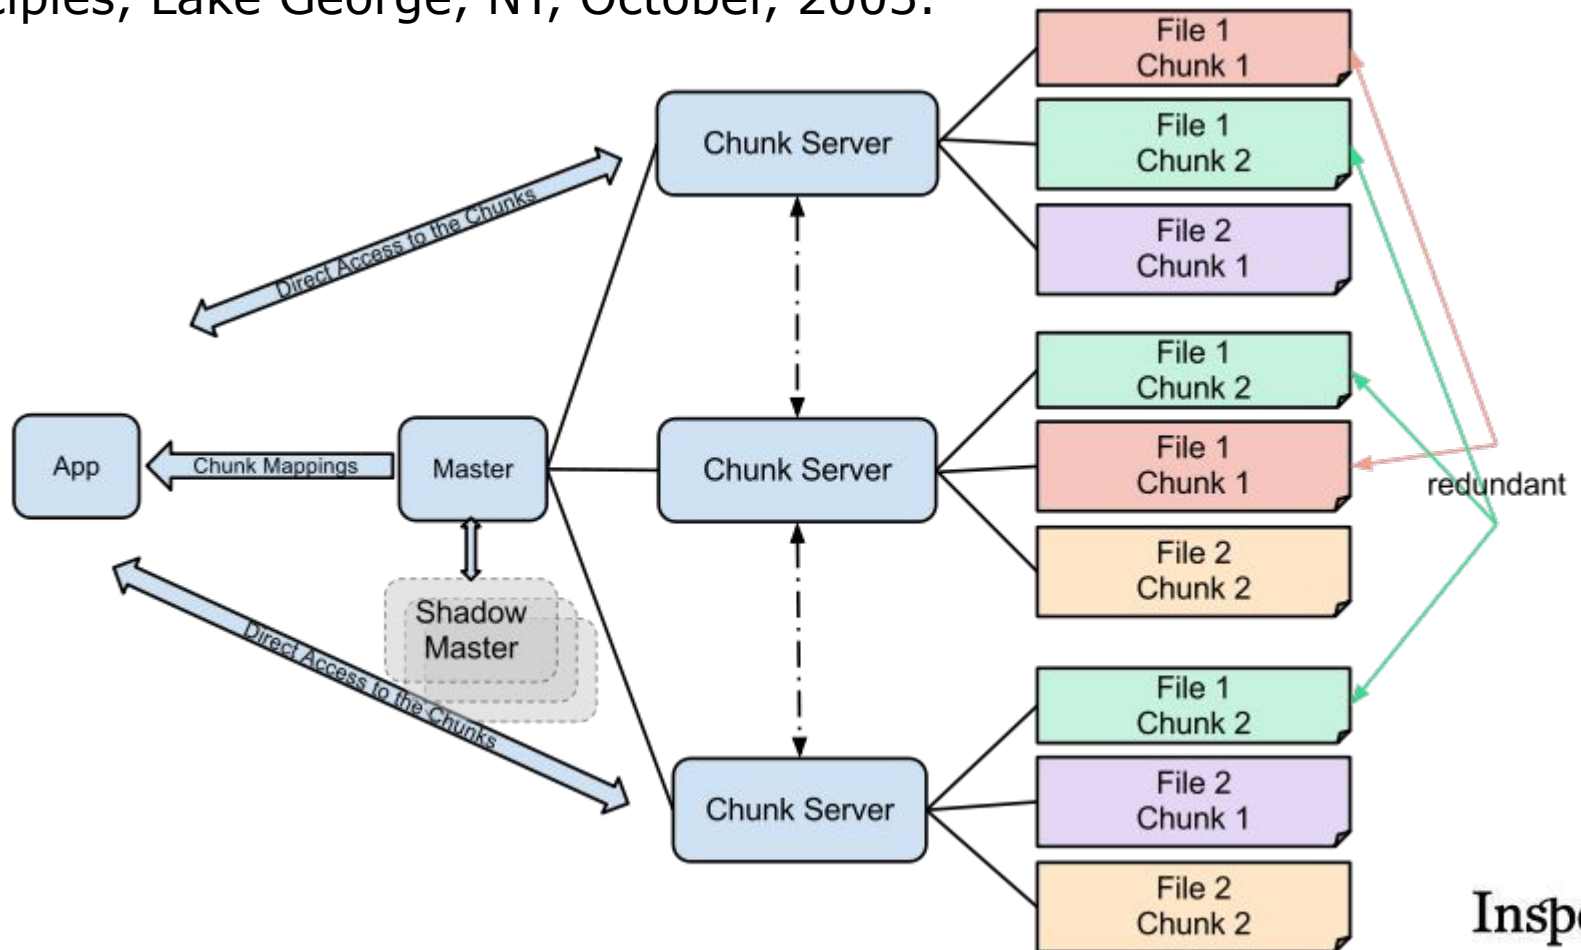 Lake George, NY, October, 2003.
File 1
Chunk 1
Chunk Server
File 1
Chunk 2
File 2
Chunk 1
Direct Access to the Chunks
File 1
Chunk 2
App
Chunk Mappings
Master
Chunk Server
File 1
Chunk 1
redundant
File 2
Chunk 2
Shadow
Master
Direct Access to the Chunks
File 1
Chunk 2
Chunk Server
File 2
Chunk 1
File 2
Chunk 2